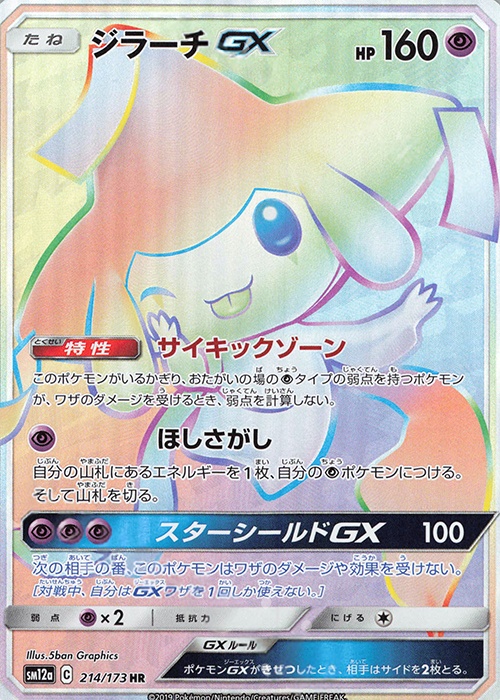 たね ジラーチGX HP 160
とくせい
特性 サイキックゾーン
このポケモンがいるかぎり、おたがいの場のタイプの弱点を持つポケモン
が、ワザのダメージを受けるとき、弱点を計算しない。
ほしさがし
自分の山札にあるエネルギーを1枚、自分のポケモンにつける。
そして山札を切る。
スターシールドGX 100
次の相手の番、このポケモンはワザのダメージや効果を受けない。
[対戦中、自分はGXワザを1回しか使えない。]
弱点 ×2 抵抗力 にげる
Illus.5ban Graphics
GXルール
ポケモンGXがきぜつしたとき、相手はサイドを2枚とる。
sm12a C 214/173 HR
©2019 Pokémon/Nintendo/Creatures/GAME FREAK.